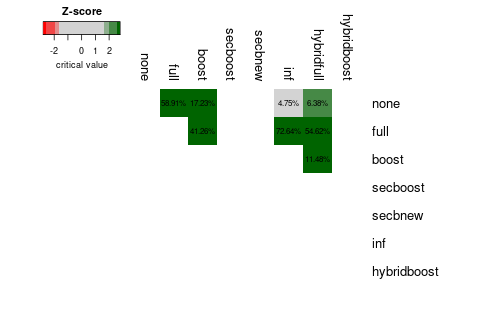 Z-score
-2 0 1 2
critical value
none
full
boost
secboost
secbnew
inf
hybridfull
hybridboost
58.91% 17.23% 4.75% 6.38% none
41.26% 72.64% 54.62% full
11.48% boost
secboost
secbnew
inf
hybridboost